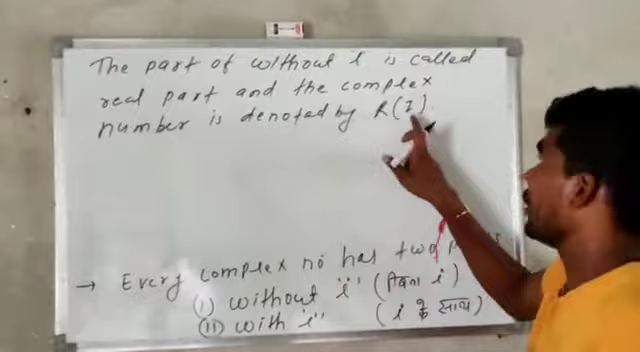 The part of without i is called
real part and the complex
number is denoted by R(Z).
→ Every complex no has two
(i) without "i" (बिना i)
(ii) with i" (i के साथ)